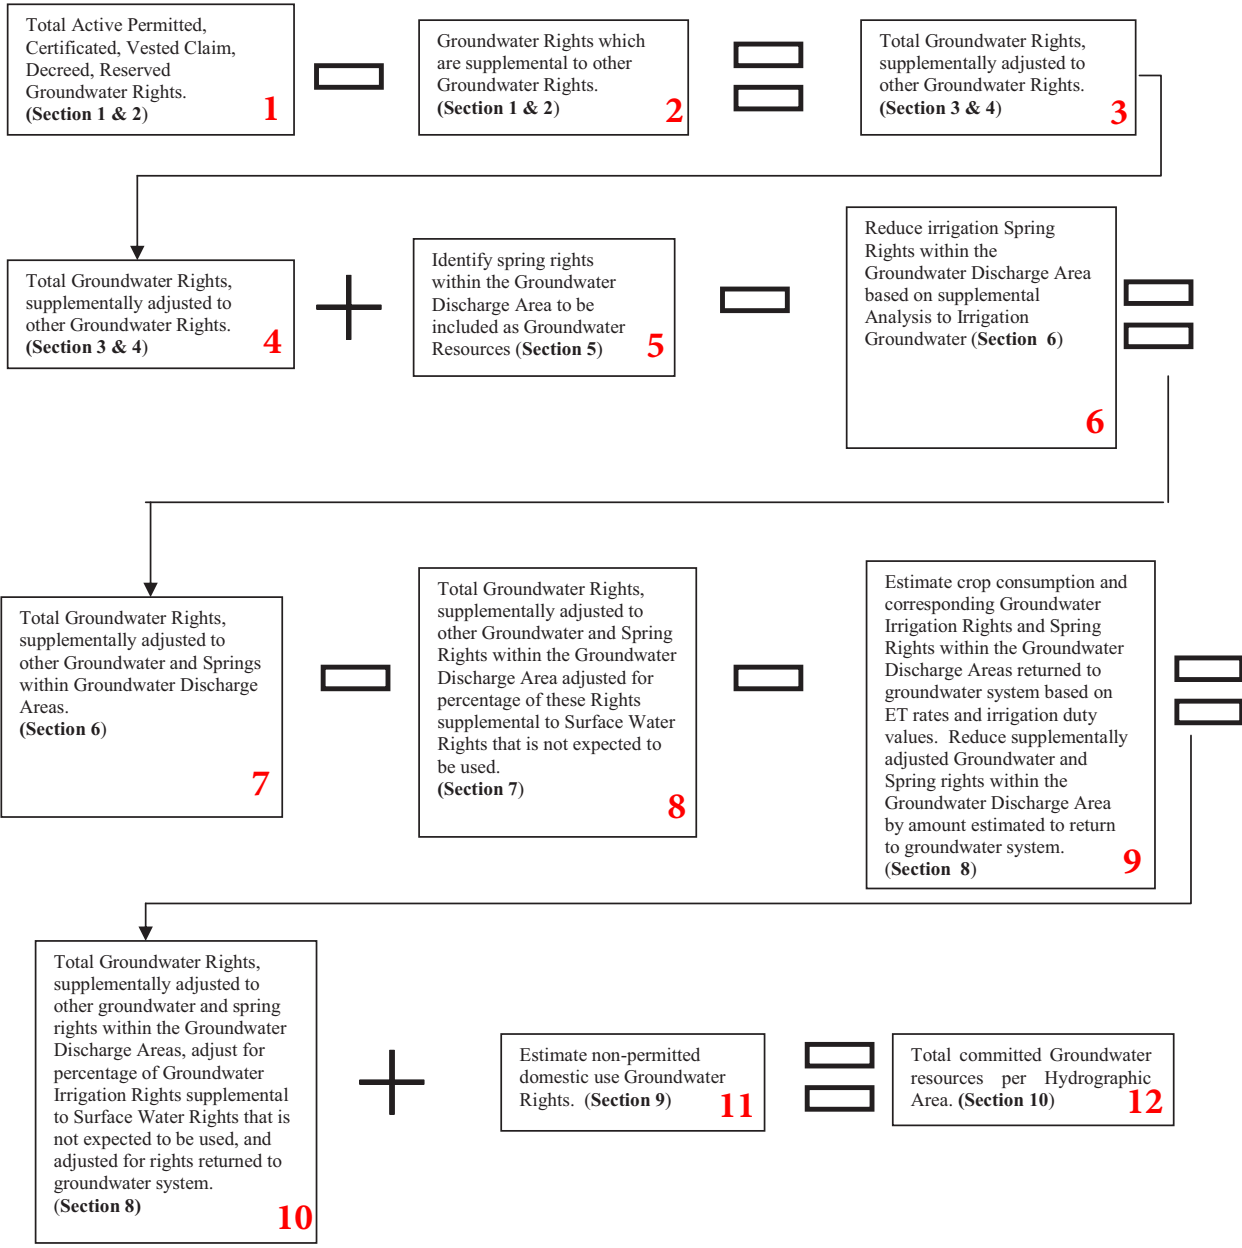 Total Active Permitted,
Certificated, Vested Claim,
Decreed, Reserved
Groundwater Rights.
(Section 1 & 2)
1
Groundwater Rights which
are supplemental to other
Groundwater Rights.
(Section 1 & 2)
2
Total Groundwater Rights,
supplementally adjusted to
other Groundwater Rights.
(Section 3 & 4)
3
Total Groundwater Rights,
supplementally adjusted to
other Groundwater Rights.
(Section 3 & 4)
4
Identify spring rights
within the Groundwater
Discharge Area to be
included as Groundwater
Resources (Section 5)
5
Reduce irrigation Spring
Rights within the
Groundwater Discharge Area
based on supplemental
Analysis to Irrigation
Groundwater (Section 6)
6
Total Groundwater Rights,
supplementally adjusted to
other Groundwater and Springs
within Groundwater Discharge
Areas.
(Section 6)
7
Total Groundwater Rights,
supplementally adjusted to
other Groundwater and Spring
Rights within the Groundwater
Discharge Area adjusted for
percentage of these Rights
supplemental to Surface Water
Rights that is not expected to
be used.
(Section 7)
8
Estimate crop consumption and
corresponding Groundwater
Irrigation Rights and Spring
Rights within the Groundwater
Discharge Areas returned to
groundwater system based on
ET rates and irrigation duty
values. Reduce supplementally
adjusted Groundwater and
Spring rights within the
Groundwater Discharge Area
by amount estimated to return
to groundwater system.
(Section 8)
9
Total Groundwater Rights,
supplementally adjusted to
other groundwater and spring
rights within the Groundwater
Discharge Areas, adjust for
percentage of Groundwater
Irrigation Rights supplemental
to Surface Water Rights that is
not expected to be used, and
adjusted for rights returned to
groundwater system.
(Section 8)
10
Estimate non-permitted
domestic use Groundwater
Rights. (Section 9)
11
Total committed Groundwater
resources per Hydrographic
Area. (Section 10)
12